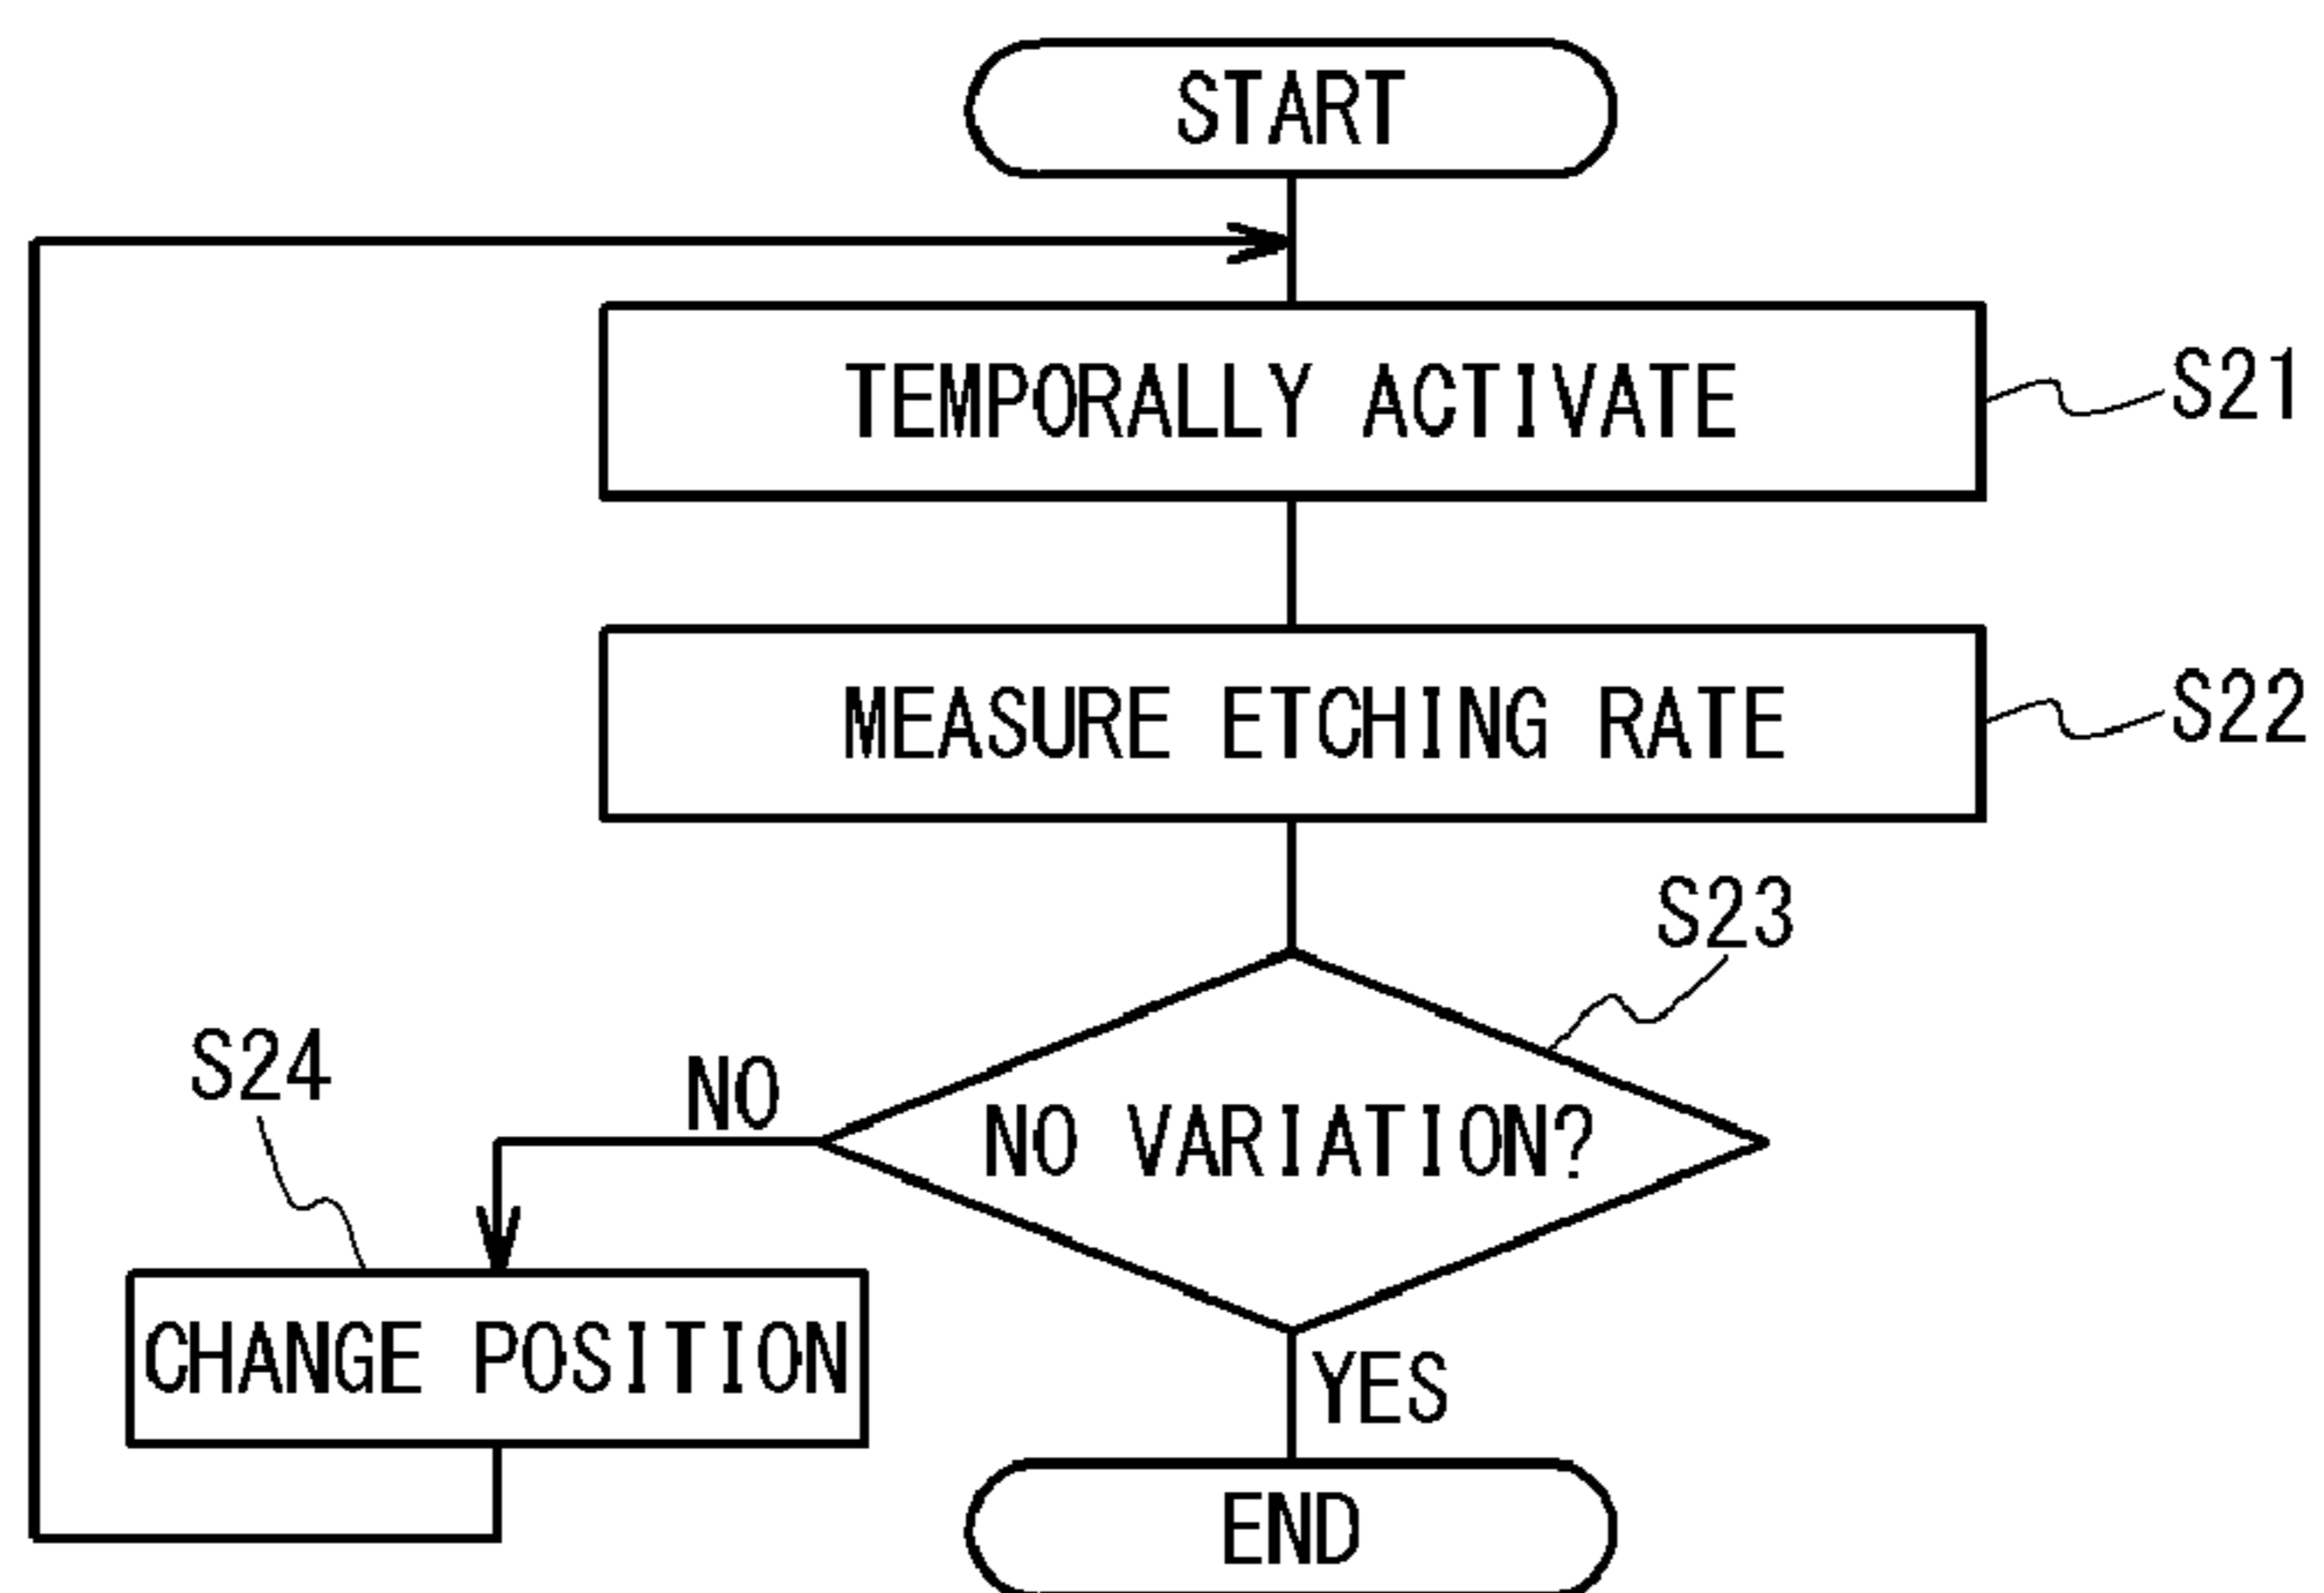 START
TEMPORALLY ACTIVATE
S21
MEASURE ETCHING RATE
S22
S23
NO VARIATION?
NO
S24
CHANGE POSITION
YES
END